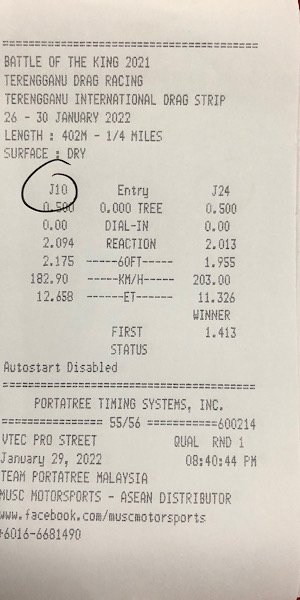 ==========================================
BATTLE OF THE KING 2021
TERENGGANU DRAG RACING
TERENGGANU INTERNATIONAL DRAG STRIP
26 - 30 JANUARY 2022
LENGTH : 402M - 1/4 MILES
SURFACE : DRY
J10 Entry J24
0.500 0.000 TREE 0.500
0.00 DIAL-IN 0.00
2.094 REACTION 2.013
2.175 -----60FT----- 1.955
182.90 -----KM/H----- 203.00
12.658 ------ET------ 11.326
WINNER
FIRST 1.413
STATUS
Autostart Disabled
==========================================
PORTATREE TIMING SYSTEMS, INC.
================ 55/56 ===========600214
VTEC PRO STREET QUAL RND 1
January 29, 2022 08:40:44 PM
TEAM PORTATREE MALAYSIA
MUSC MOTORSPORTS - ASEAN DISTRIBUTOR
www.facebook.com/muscmotorsports
+6016-6681490